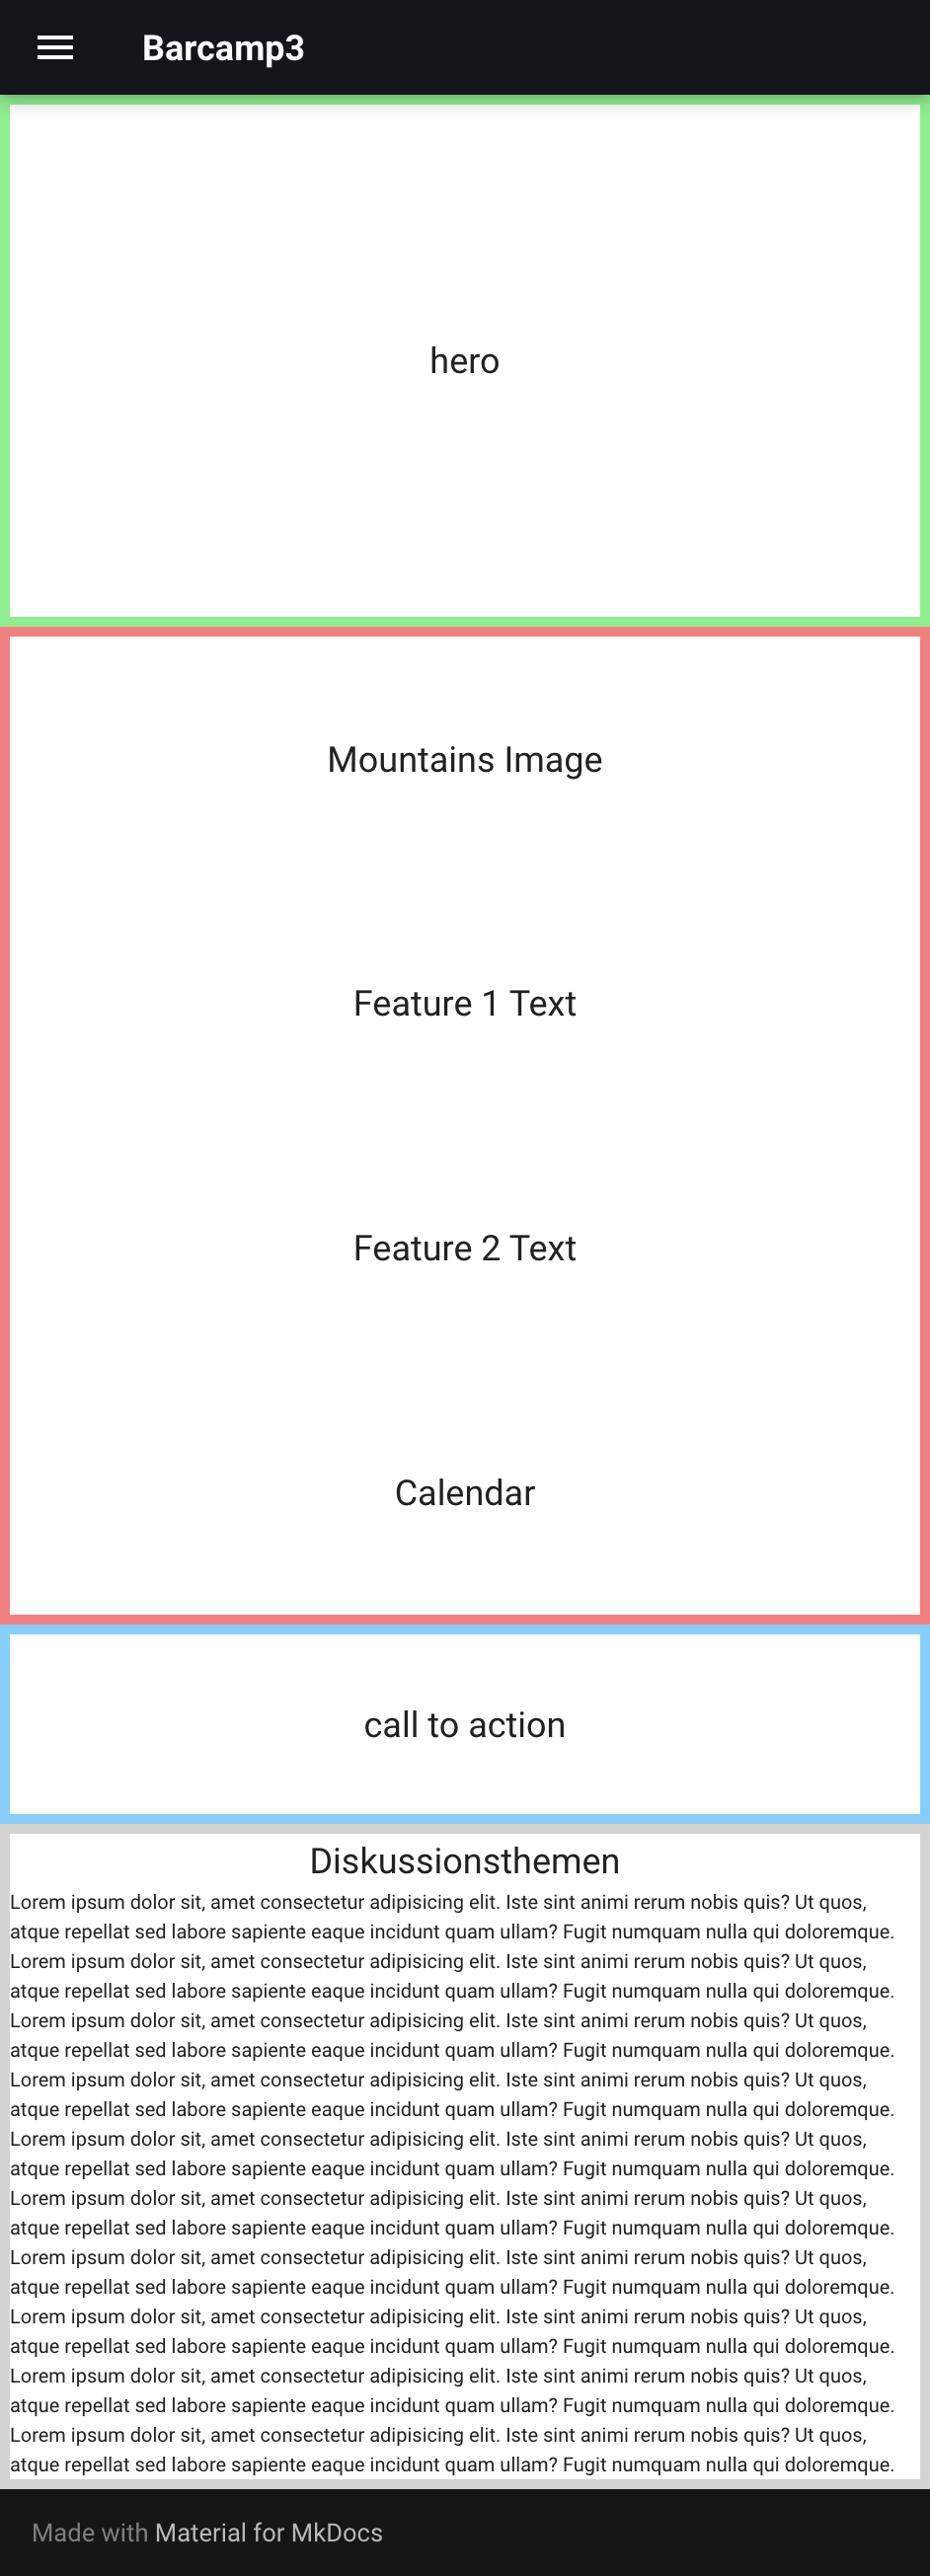 Barcamp3
hero
Mountains Image
Feature 1 Text
Feature 2 Text
Calendar
call to action
Diskussionsthemen
Lorem ipsum dolor sit, amet consectetur adipisicing elit. Iste sint animi rerum nobis quis? Ut quos,
atque repellat sed labore sapiente eaque incidunt quam ullam? Fugit numquam nulla qui doloremque.
Lorem ipsum dolor sit, amet consectetur adipisicing elit. Iste sint animi rerum nobis quis? Ut quos,
atque repellat sed labore sapiente eaque incidunt quam ullam? Fugit numquam nulla qui doloremque.
Lorem ipsum dolor sit, amet consectetur adipisicing elit. Iste sint animi rerum nobis quis? Ut quos,
atque repellat sed labore sapiente eaque incidunt quam ullam? Fugit numquam nulla qui doloremque.
Lorem ipsum dolor sit, amet consectetur adipisicing elit. Iste sint animi rerum nobis quis? Ut quos,
atque repellat sed labore sapiente eaque incidunt quam ullam? Fugit numquam nulla qui doloremque.
Lorem ipsum dolor sit, amet consectetur adipisicing elit. Iste sint animi rerum nobis quis? Ut quos,
atque repellat sed labore sapiente eaque incidunt quam ullam? Fugit numquam nulla qui doloremque.
Lorem ipsum dolor sit, amet consectetur adipisicing elit. Iste sint animi rerum nobis quis? Ut quos,
atque repellat sed labore sapiente eaque incidunt quam ullam? Fugit numquam nulla qui doloremque.
Lorem ipsum dolor sit, amet consectetur adipisicing elit. Iste sint animi rerum nobis quis? Ut quos,
atque repellat sed labore sapiente eaque incidunt quam ullam? Fugit numquam nulla qui doloremque.
Lorem ipsum dolor sit, amet consectetur adipisicing elit. Iste sint animi rerum nobis quis? Ut quos,
atque repellat sed labore sapiente eaque incidunt quam ullam? Fugit numquam nulla qui doloremque.
Lorem ipsum dolor sit, amet consectetur adipisicing elit. Iste sint animi rerum nobis quis? Ut quos,
atque repellat sed labore sapiente eaque incidunt quam ullam? Fugit numquam nulla qui doloremque.
Lorem ipsum dolor sit, amet consectetur adipisicing elit. Iste sint animi rerum nobis quis? Ut quos,
atque repellat sed labore sapiente eaque incidunt quam ullam? Fugit numquam nulla qui doloremque.
Made with Material for MkDocs